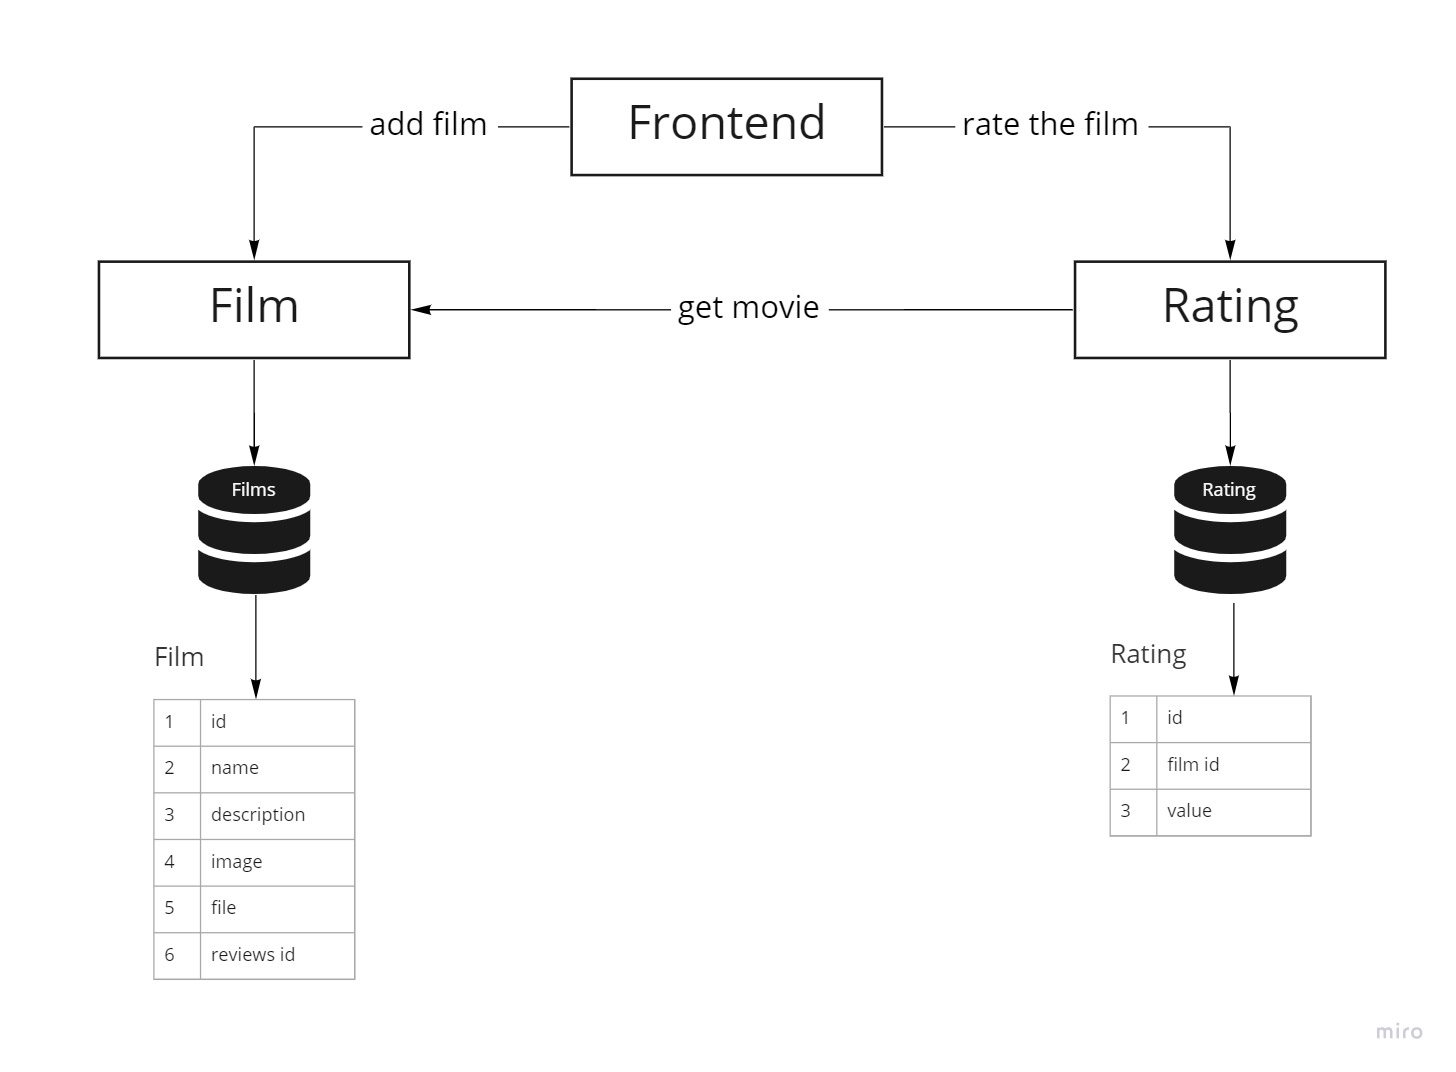 Frontend
add film
rate the film
Film
get movie
Rating
Films
Rating
Film
1 id
2 name
3 description
4 image
5 file
6 reviews id
Rating
1 id
2 film id
3 value
miro